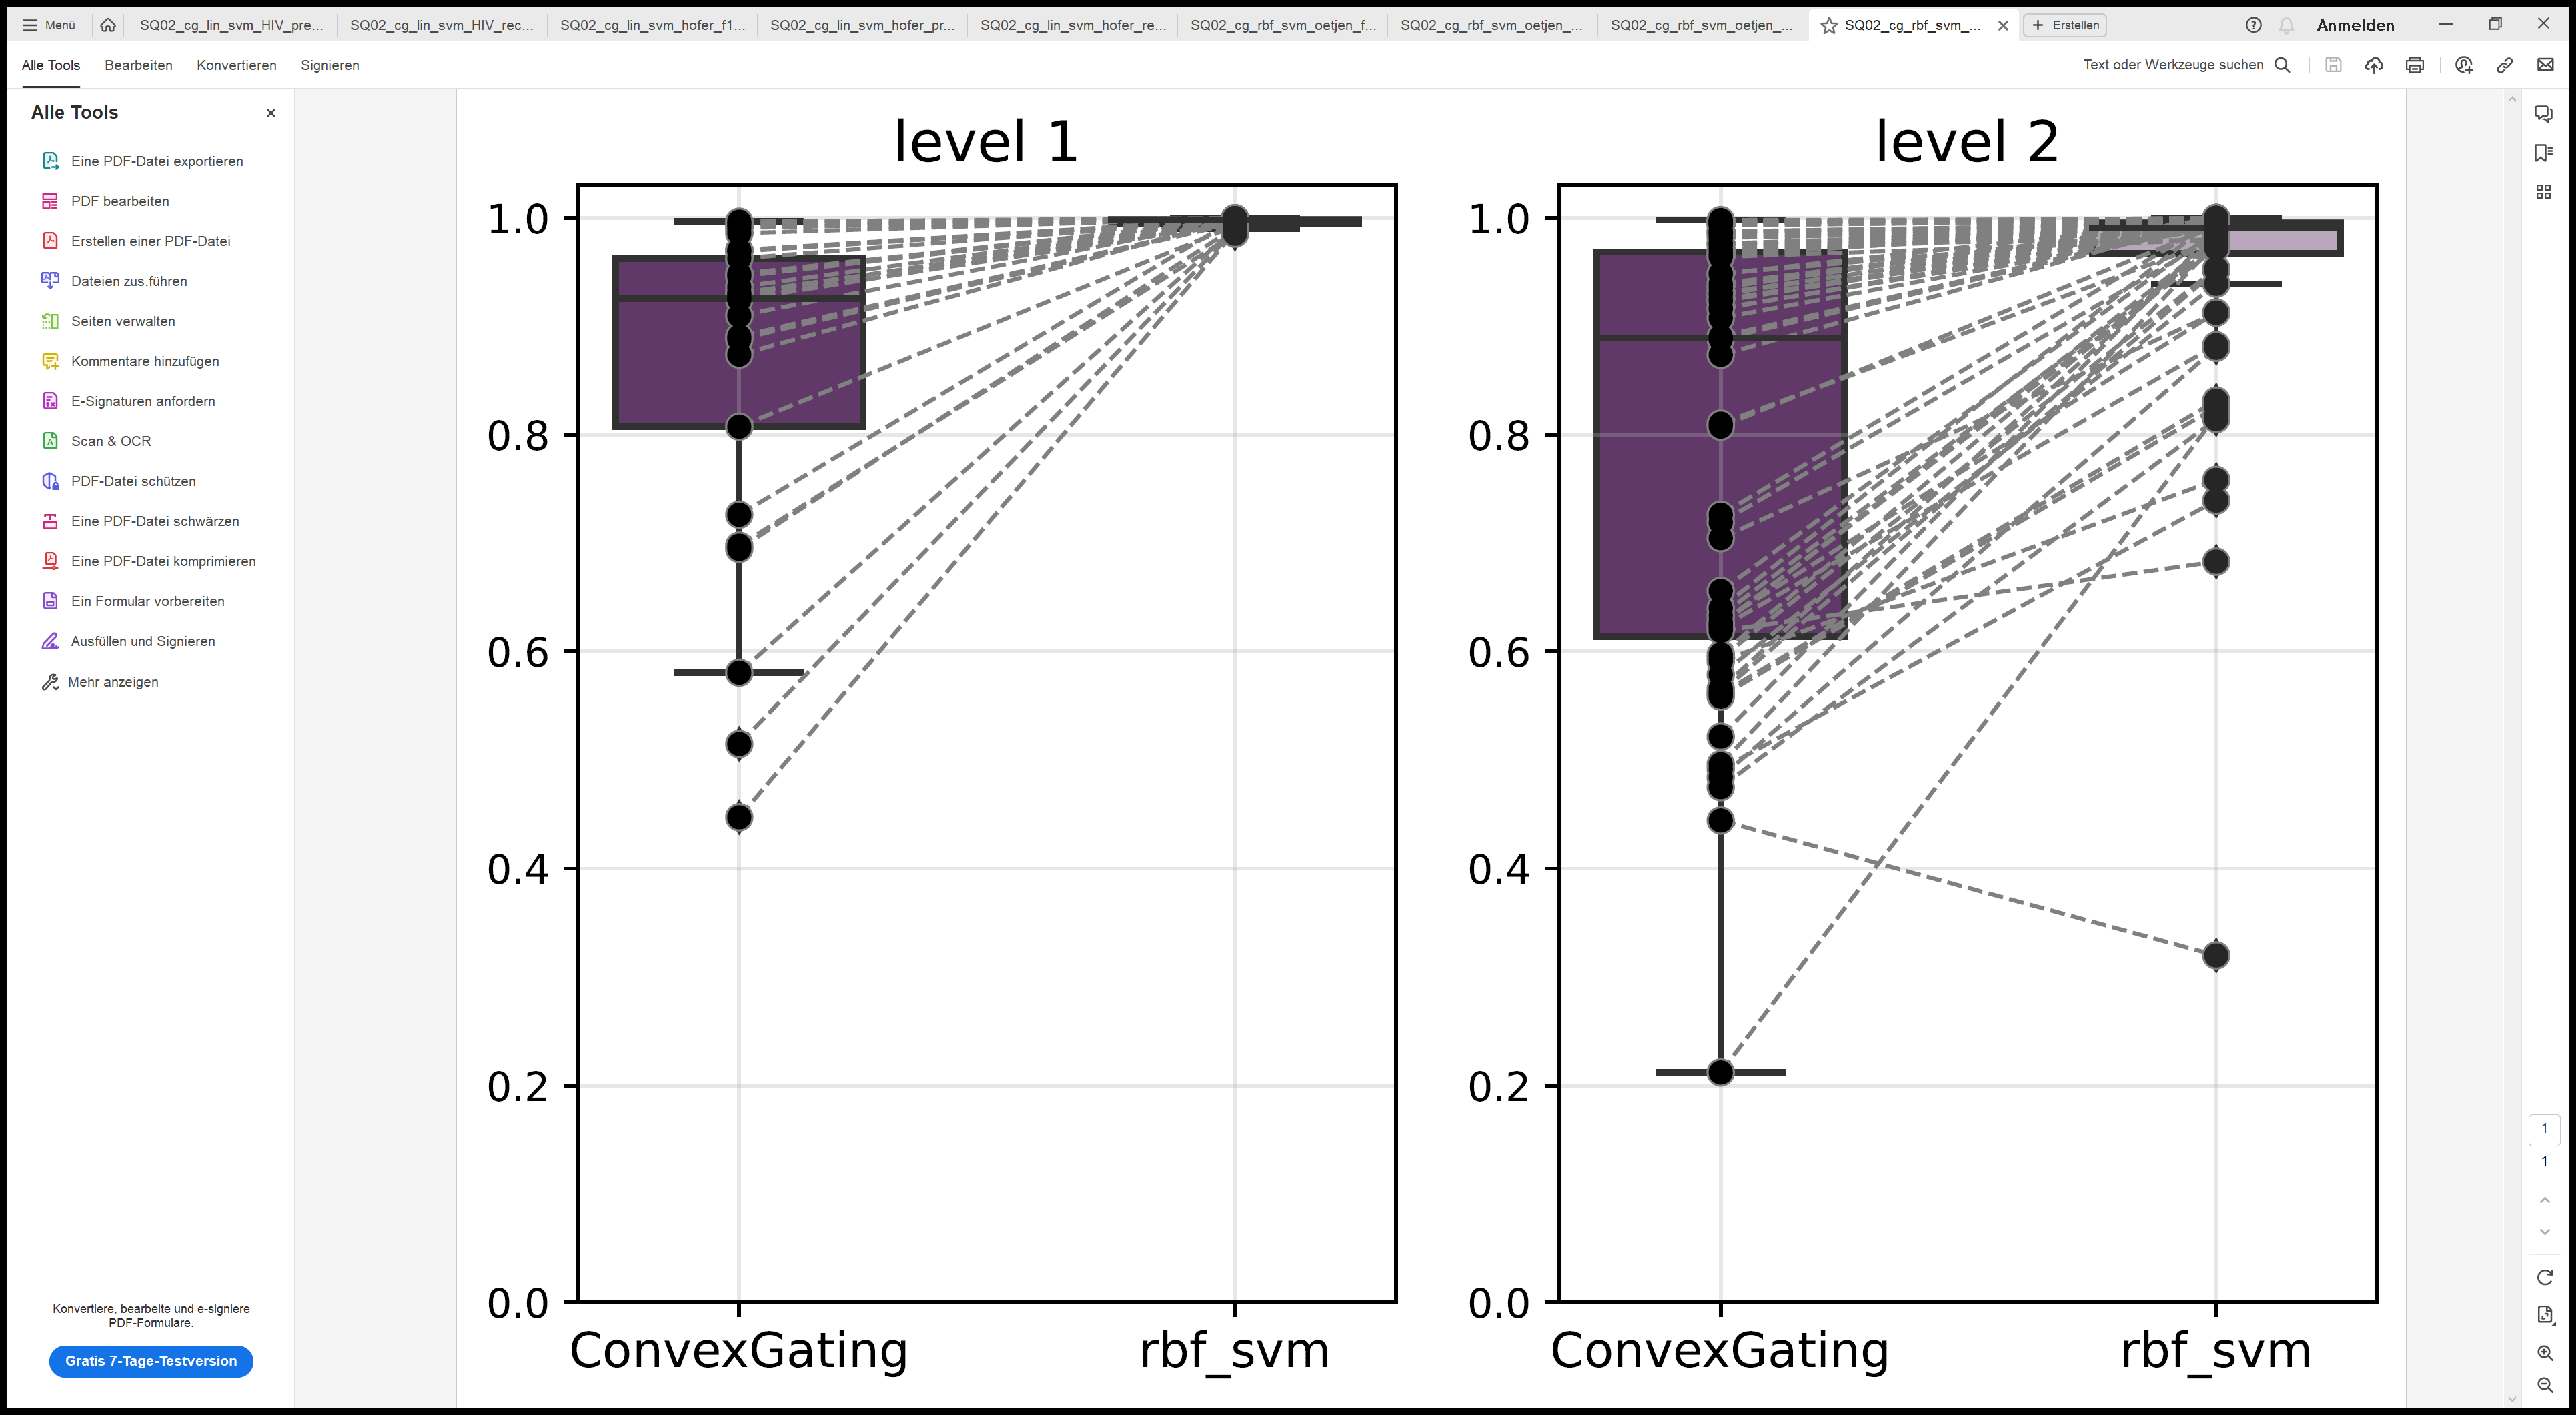 Menü SQ02_cg_lin_svm_HIV_pre... SQ02_cg_lin_svm_HIV_rec... SQ02_cg_lin_svm_hofer_f1... SQ02_cg_lin_svm_hofer_pr... SQ02_cg_lin_svm_hofer_re... SQ02_cg_rbf_svm_oetjen_f... SQ02_cg_rbf_svm_oetjen_... SQ02_cg_rbf_svm_oetjen_... SQ02_cg_rbf_svm_... + Erstellen Anmelden
Alle Tools Bearbeiten Konvertieren Signieren Text oder Werkzeuge suchen
Alle Tools
Eine PDF-Datei exportieren
PDF bearbeiten
Erstellen einer PDF-Datei
Dateien zus.führen
Seiten verwalten
Kommentare hinzufügen
E-Signaturen anfordern
Scan & OCR
PDF-Datei schützen
Eine PDF-Datei schwärzen
Eine PDF-Datei komprimieren
Ein Formular vorbereiten
Ausfüllen und Signieren
Mehr anzeigen
Konvertiere, bearbeite und e-signiere
PDF-Formulare.
Gratis 7-Tage-Testversion
level 1
1.0
0.8
0.6
0.4
0.2
0.0
ConvexGating rbf_svm
level 2
1.0
0.8
0.6
0.4
0.2
0.0
ConvexGating rbf_svm
1
1